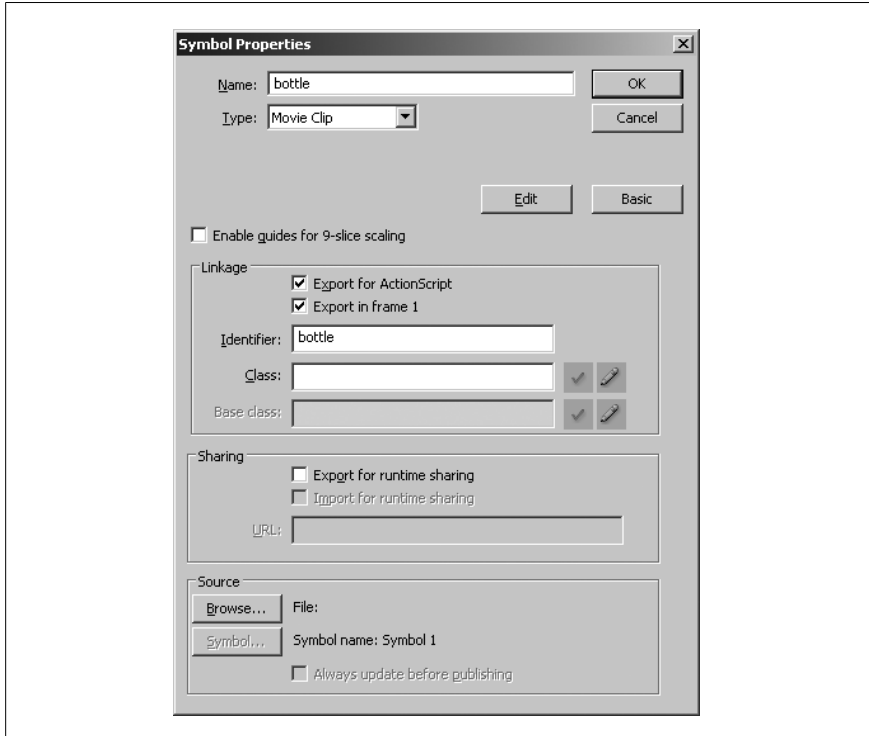 Symbol Properties
Name: bottle
OK
Type: Movie Clip
Cancel
Edit
Basic
Enable guides for 9-slice scaling
Linkage
Export for ActionScript
Export in frame 1
Identifier: bottle
Class:
Base class:
Sharing
Export for runtime sharing
Import for runtime sharing
URL:
Source
Browse... File:
Symbol... Symbol name: Symbol 1
Always update before publishing